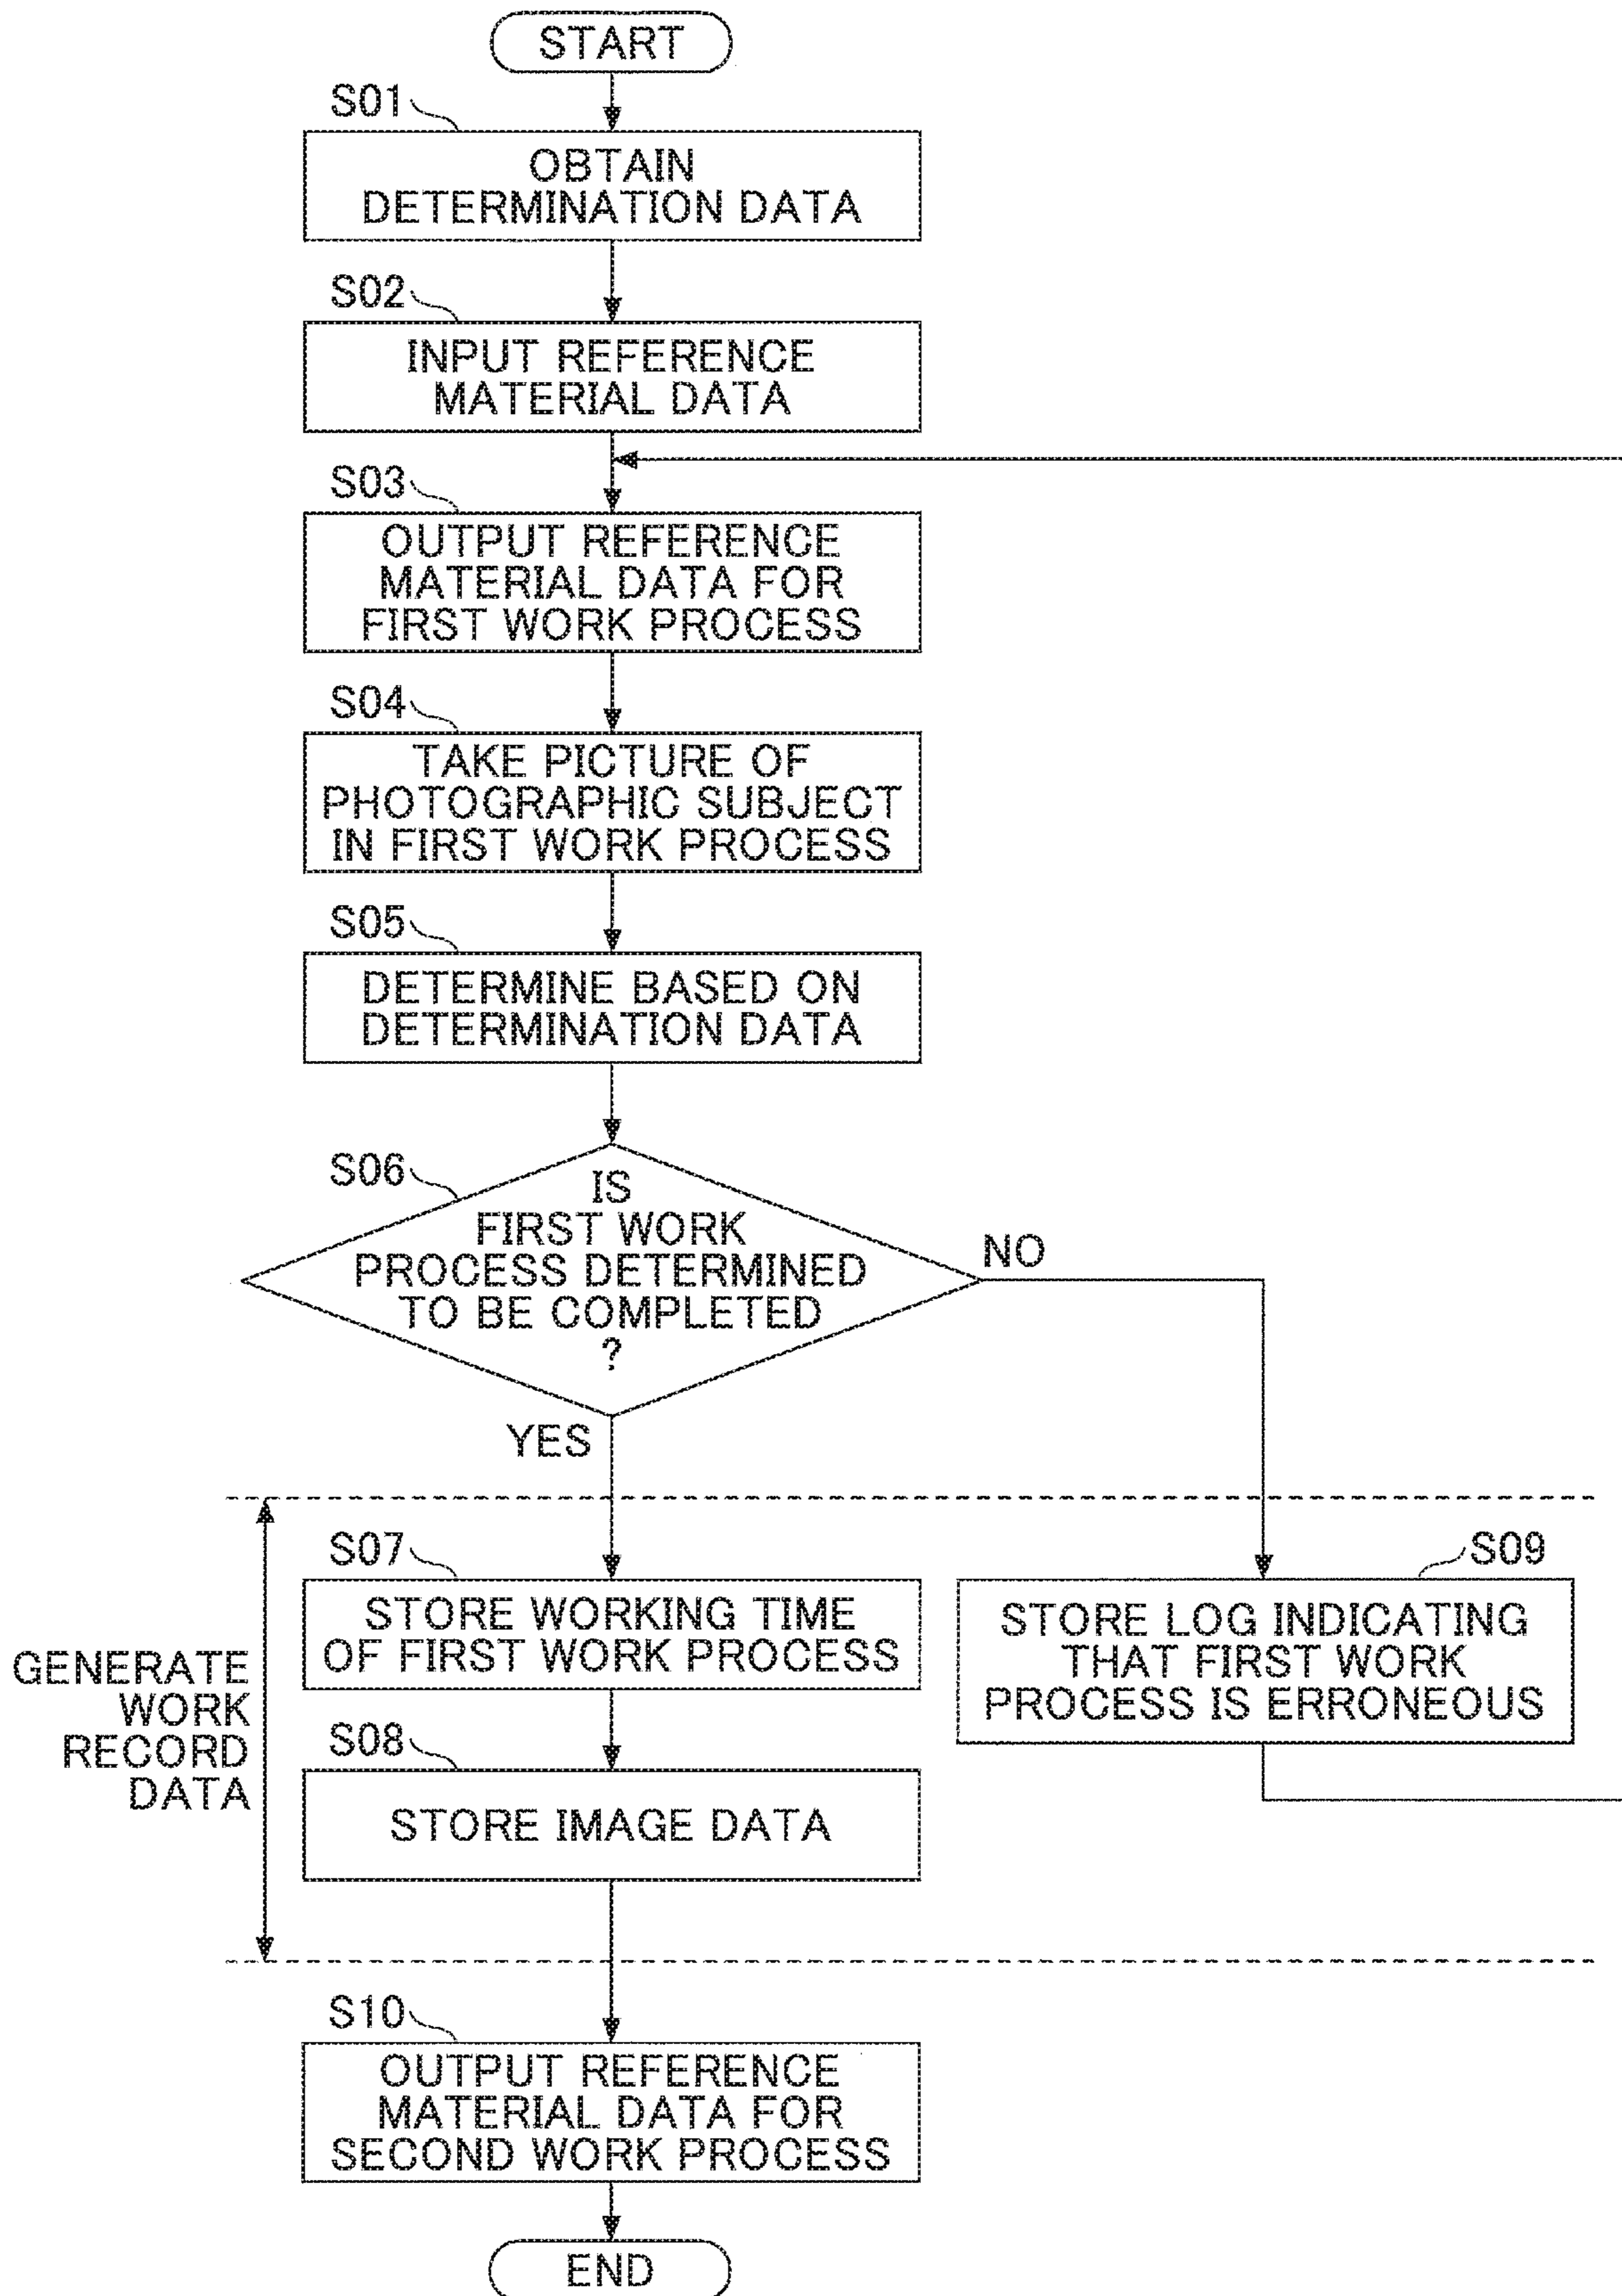 START
S01
OBTAIN
DETERMINATION DATA
S02
INPUT REFERENCE
MATERIAL DATA
S03
OUTPUT REFERENCE
MATERIAL DATA FOR
FIRST WORK PROCESS
S04
TAKE PICTURE OF
PHOTOGRAPHIC SUBJECT
IN FIRST WORK PROCESS
S05
DETERMINE BASED ON
DETERMINATION DATA
S06
IS
FIRST WORK
PROCESS DETERMINED
TO BE COMPLETED
?
NO
YES
GENERATE
WORK
RECORD
DATA
S07
STORE WORKING TIME
OF FIRST WORK PROCESS
S08
STORE IMAGE DATA
S09
STORE LOG INDICATING
THAT FIRST WORK
PROCESS IS ERRONEOUS
S10
OUTPUT REFERENCE
MATERIAL DATA FOR
SECOND WORK PROCESS
END